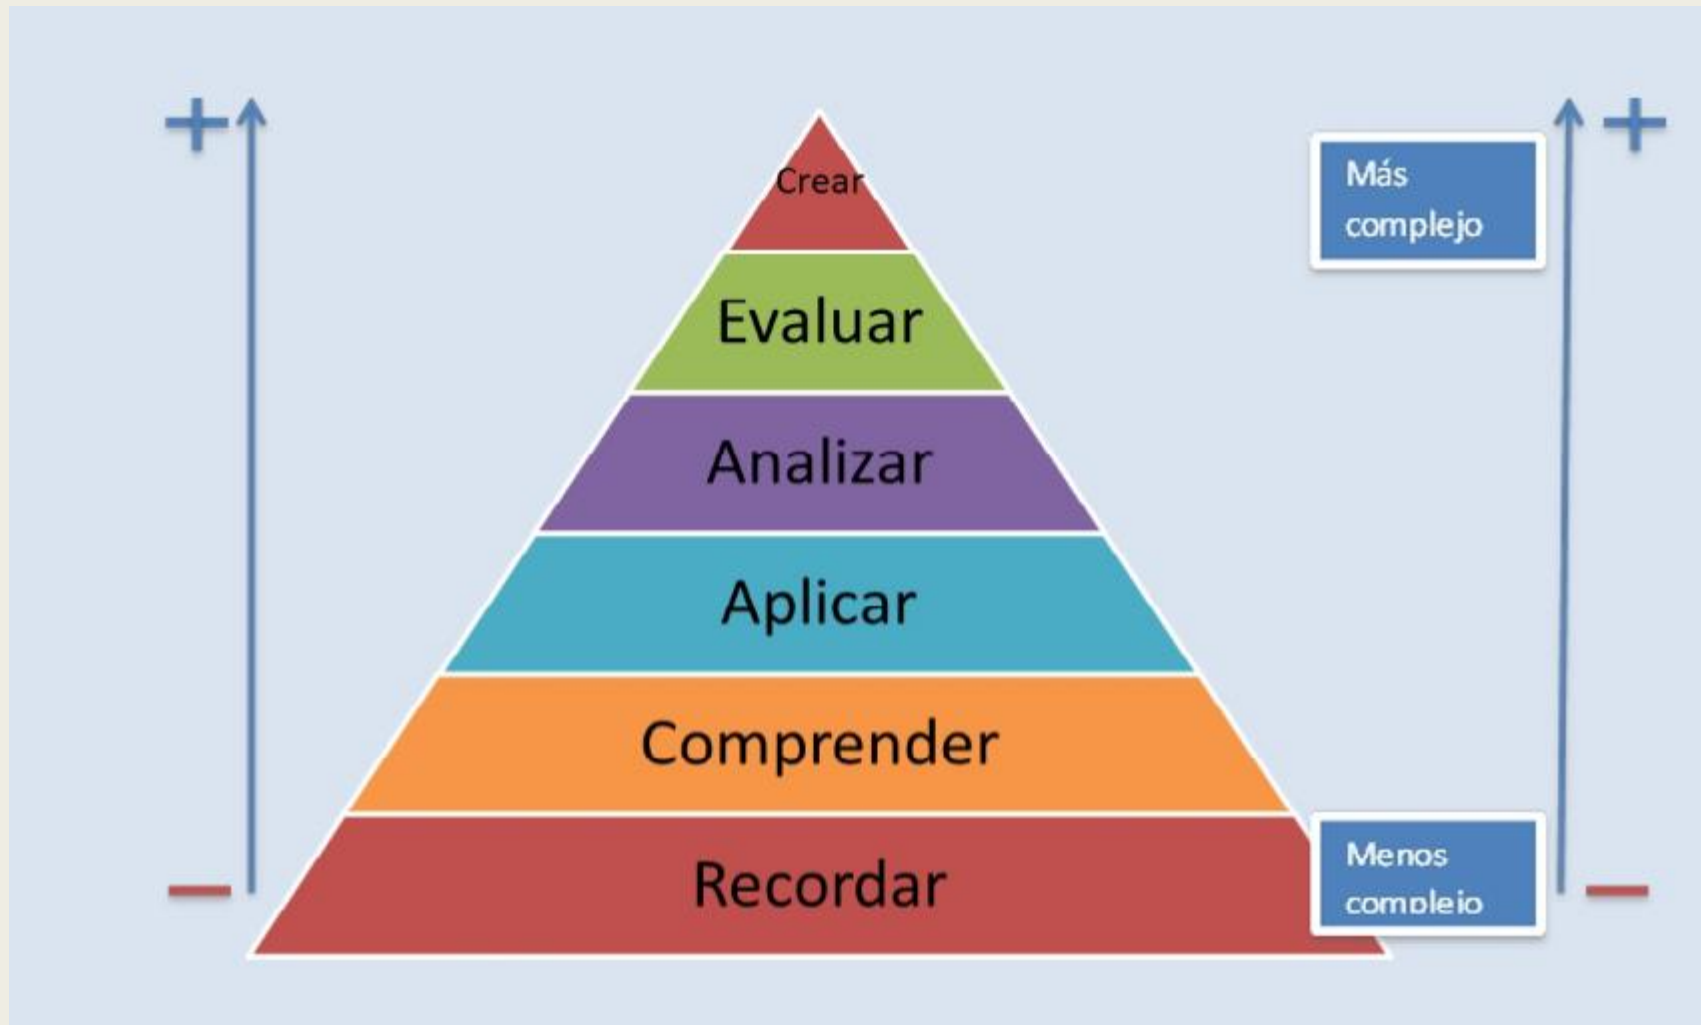 +
+
Más
complejo
Crear
Evaluar
Analizar
Aplicar
Comprender
Recordar
Menos
complejo
−
−